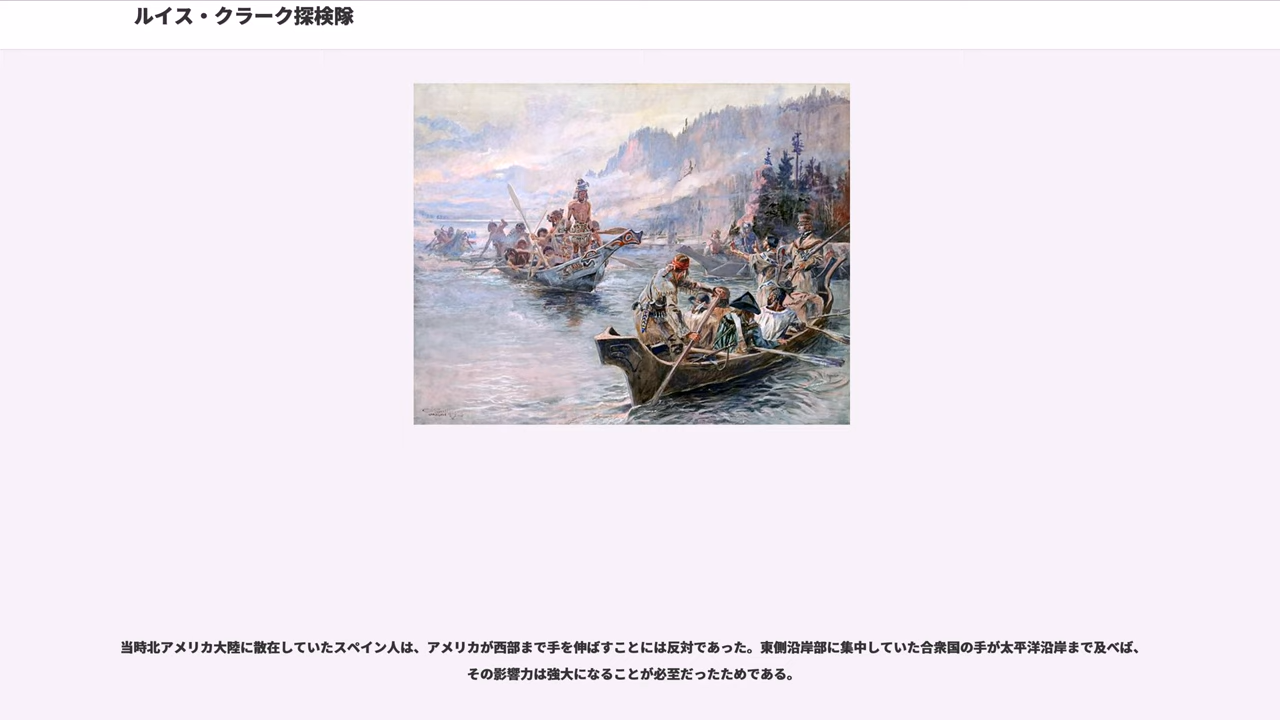 ルイス・クラーク探検隊
当時北アメリカ大陸に散在していたスペイン人は、アメリカが西部まで手を伸ばすことには反対であった。東側沿岸部に集中していた合衆国の手が太平洋沿岸まで及べば、
その影響力は強大になることが必至だったためである。